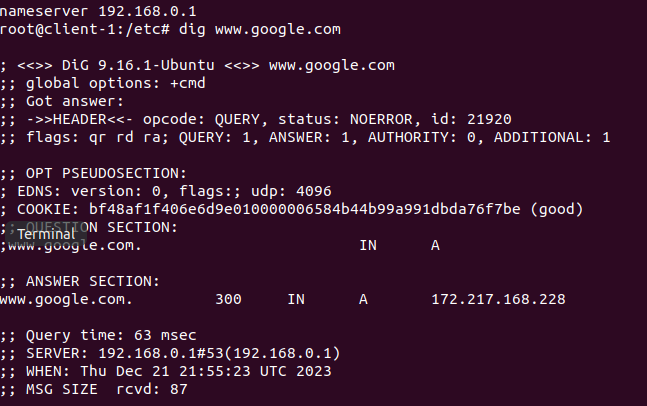 nameserver 192.168.0.1
root@client-1:/etc# dig www.google.com
; <<>> DiG 9.16.1-Ubuntu <<>> www.google.com
;; global options: +cmd
;; Got answer:
;; ->>HEADER<<- opcode: QUERY, status: NOERROR, id: 21920
;; flags: qr rd ra; QUERY: 1, ANSWER: 1, AUTHORITY: 0, ADDITIONAL: 1
;; OPT PSEUDOSECTION:
; EDNS: version: 0, flags:; udp: 4096
; COOKIE: bf48af1f406e6d9e010000006584b44b99a991dbda76f7be (good)
;; QUESTION SECTION:
Terminal
;www.google.com. IN A
;; ANSWER SECTION:
www.google.com. 300 IN A 172.217.168.228
;; Query time: 63 msec
;; SERVER: 192.168.0.1#53(192.168.0.1)
;; WHEN: Thu Dec 21 21:55:23 UTC 2023
;; MSG SIZE  rcvd: 87